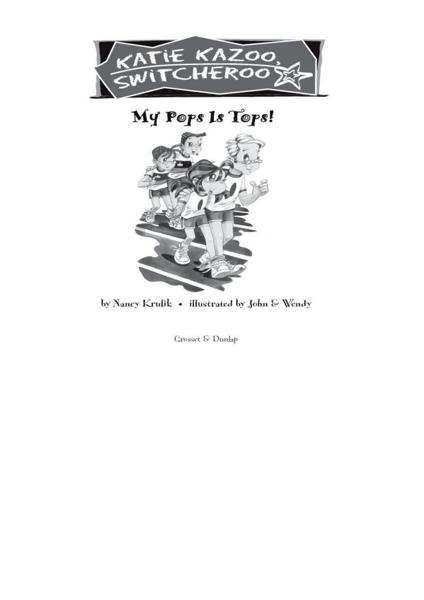 KATIE KAZOO,
SWITCHEROO
My Pops Is Tops!
by Nancy Krulik • illustrated by John & Wendy
Grosset & Dunlap